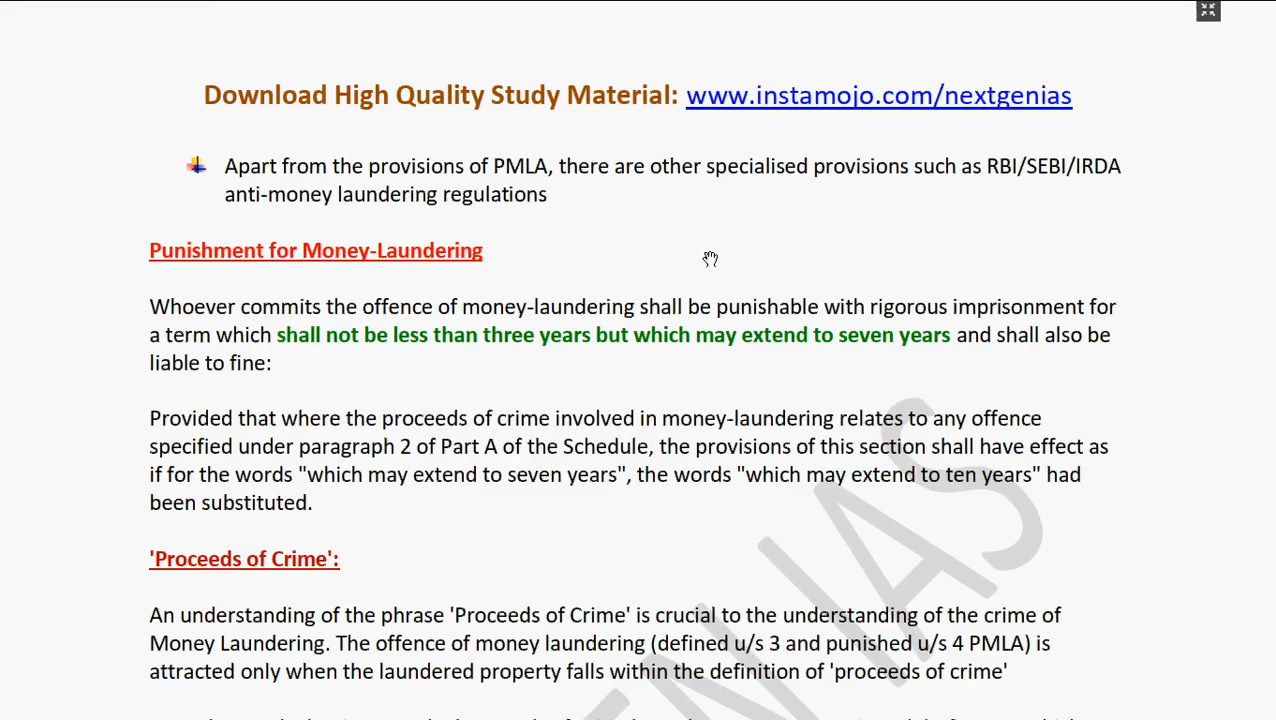 Download High Quality Study Material: www.instamojo.com/nextgenias
Apart from the provisions of PMLA, there are other specialised provisions such as RBI/SEBI/IRDA
anti-money laundering regulations
Punishment for Money-Laundering
Whoever commits the offence of money-laundering shall be punishable with rigorous imprisonment for
a term which shall not be less than three years but which may extend to seven years and shall also be
liable to fine:
Provided that where the proceeds of crime involved in money-laundering relates to any offence
specified under paragraph 2 of Part A of the Schedule, the provisions of this section shall have effect as
if for the words "which may extend to seven years", the words "which may extend to ten years" had
been substituted.
'Proceeds of Crime':
An understanding of the phrase 'Proceeds of Crime' is crucial to the understanding of the crime of
Money Laundering. The offence of money laundering (defined u/s 3 and punished u/s 4 PMLA) is
attracted only when the laundered property falls within the definition of 'proceeds of crime'
EN IAS